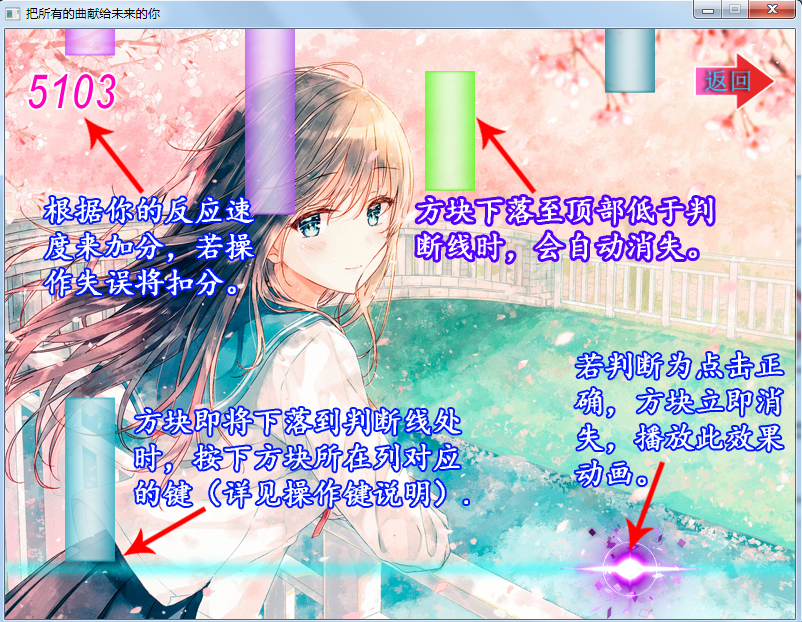 把所有的曲献给未来的你
5103
返回
根据你的反应速
度来加分，若操
作失误将扣分。
方块下落至顶部低于判
断线时，会自动消失。
若判断为点击正
确，方块立即消
失，播放此效果
动画。
方块即将下落到判断线处
时，按下方块所在列对应
的键（详见操作键说明）.